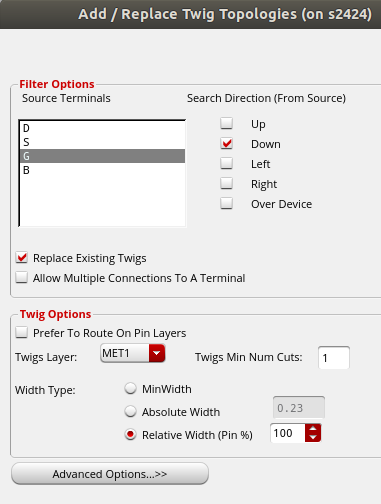 Add / Replace Twig Topologies (on s2424)
Filter Options
Source Terminals Search Direction (From Source)
D
S
G
B
Up
Down
Left
Right
Over Device
Replace Existing Twigs
Allow Multiple Connections To A Terminal
Twig Options
Prefer To Route On Pin Layers
Twigs Layer: MET1 Twigs Min Num Cuts: 1
Width Type: MinWidth
Absolute Width 0.23
Relative Width (Pin %) 100
Advanced Options...>>